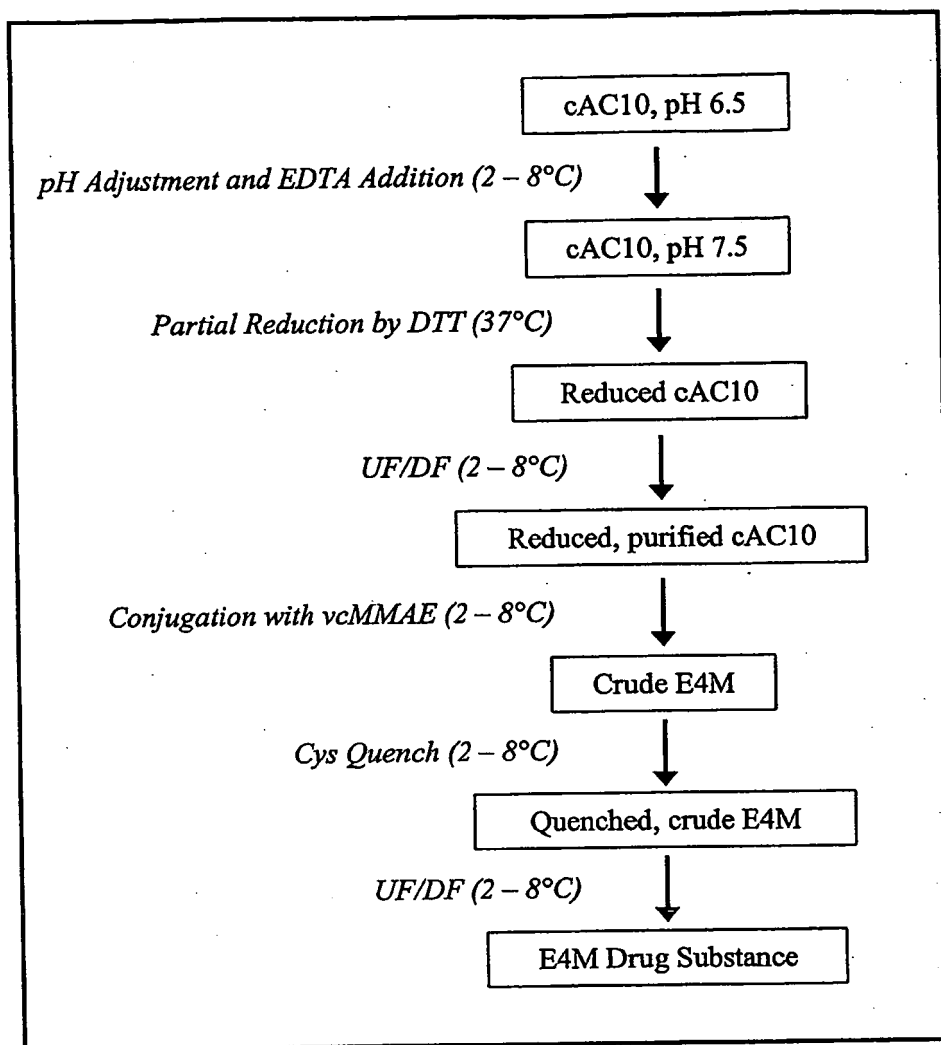 cAC10, pH 6.5
pH Adjustment and EDTA Addition (2 – 8°C)
cAC10, pH 7.5
Partial Reduction by DTT (37°C)
Reduced cAC10
UF/DF (2 – 8°C)
Reduced, purified cAC10
Conjugation with vcMMAE (2 – 8°C)
Crude E4M
Cys Quench (2 – 8°C)
Quenched, crude E4M
UF/DF (2 – 8°C)
E4M Drug Substance